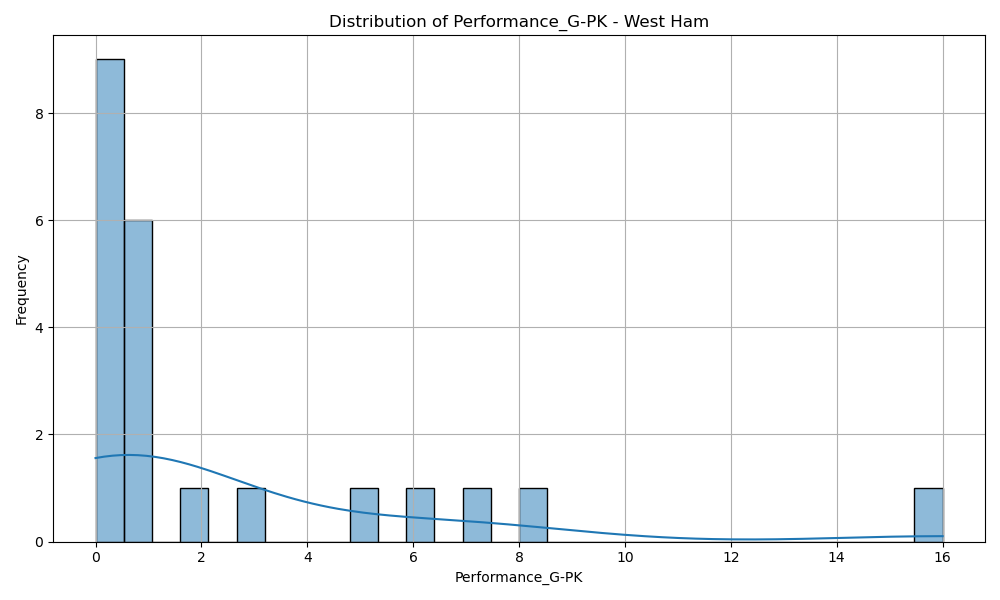 Distribution of Performance_G-PK - West Ham
Frequency
8
6
4
2
0
0 2 4 6 8 10 12 14 16
Performance_G-PK